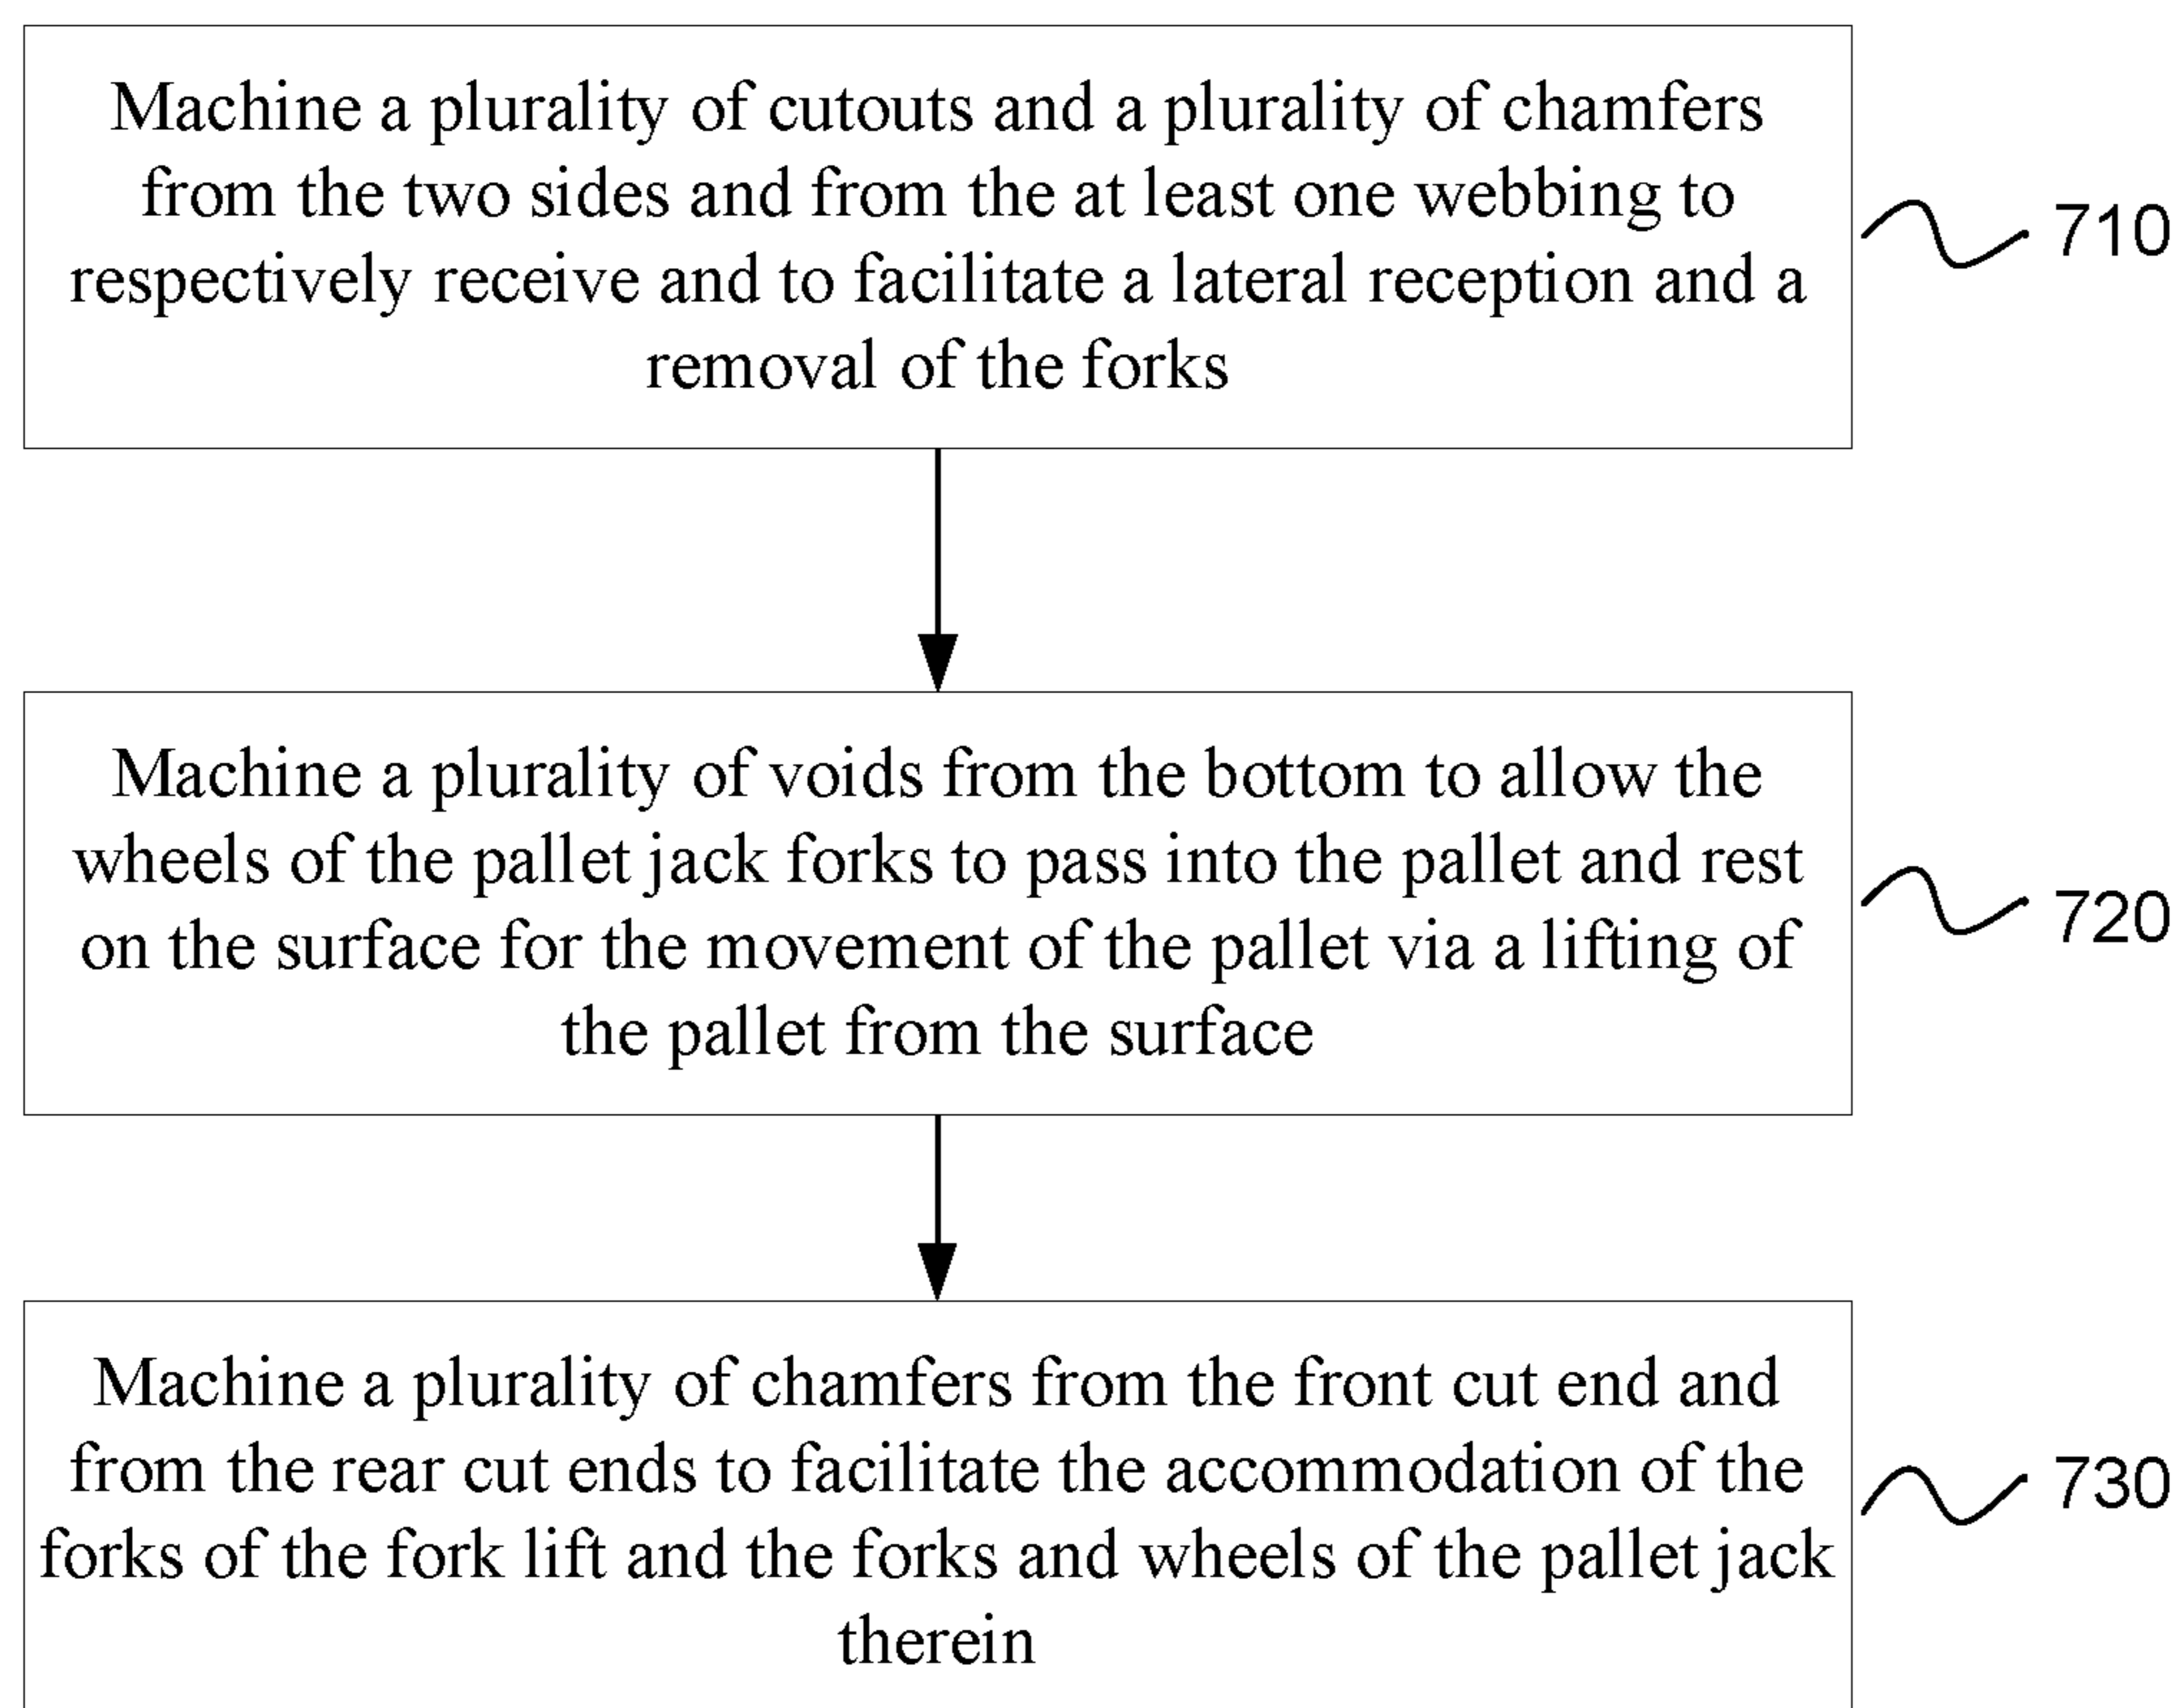 Machine a plurality of cutouts and a plurality of chamfers
from the two sides and from the at least one webbing to
respectively receive and to facilitate a lateral reception and a
removal of the forks
710
Machine a plurality of voids from the bottom to allow the
wheels of the pallet jack forks to pass into the pallet and rest
on the surface for the movement of the pallet via a lifting of
the pallet from the surface
720
Machine a plurality of chamfers from the front cut end and
from the rear cut ends to facilitate the accommodation of the
forks of the fork lift and the forks and wheels of the pallet jack
therein
730